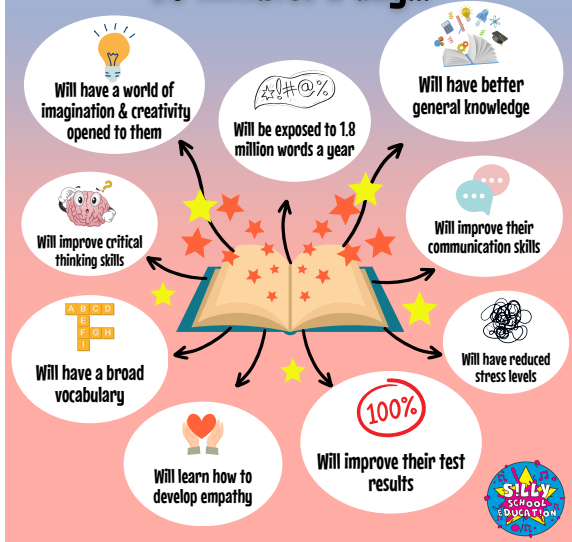 Will have a world of
imagination & creativity
opened to them
☆!#@%
Will be exposed to 1.8
million words a year
Will have better
general knowledge
Will improve critical
thinking skills
Will improve their
communication skills
A B C D
E
F G H
I
Will have a broad
vocabulary
Will have reduced
stress levels
100%
Will learn how to
develop empathy
Will improve their test
results
SILLY
SCHOOL
EDUCATION